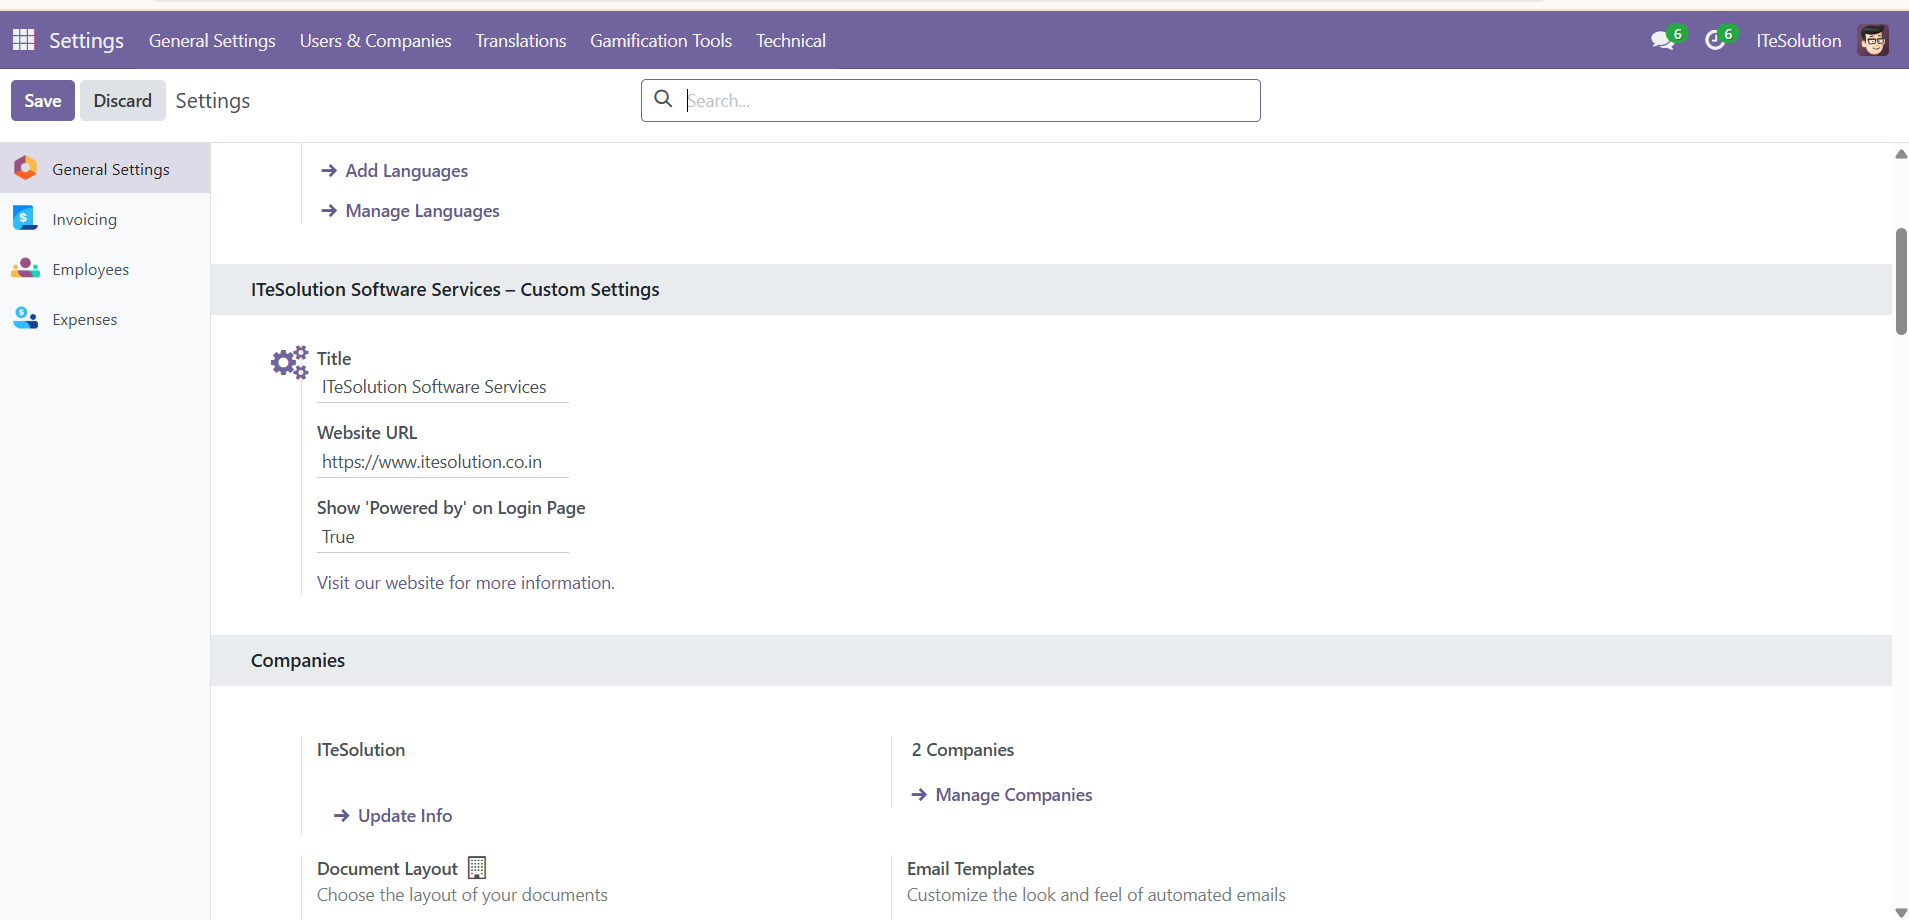 Settings General Settings Users & Companies Translations Gamification Tools Technical 6 6 ITeSolution
Save Discard Settings Search...
General Settings
Invoicing
Employees
Expenses
Add Languages
Manage Languages
ITeSolution Software Services – Custom Settings
Title
ITeSolution Software Services
Website URL
https://www.itesolution.co.in
Show 'Powered by' on Login Page
True
Visit our website for more information.
Companies
ITeSolution
Update Info
2 Companies
Manage Companies
Document Layout
Choose the layout of your documents
Email Templates
Customize the look and feel of automated emails